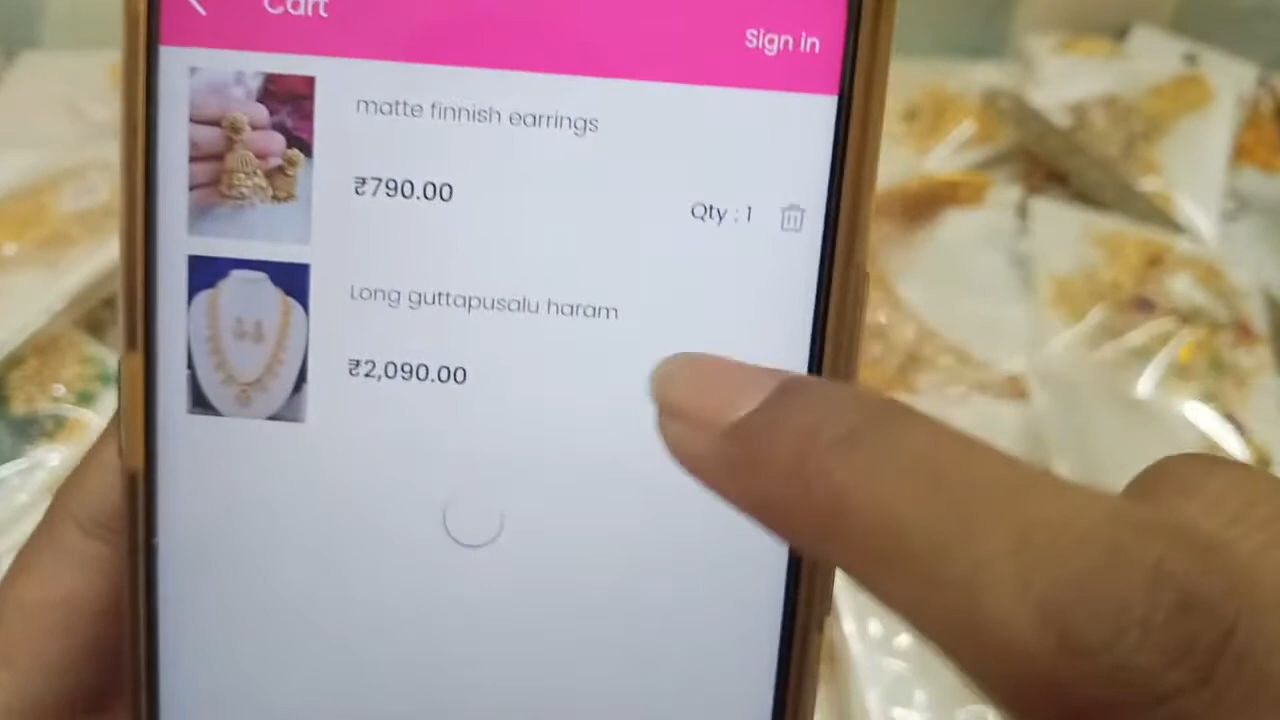 Cart
Sign in
matte finnish earrings
₹790.00
Qty : 1
Long guttapusalu haram
₹2,090.00